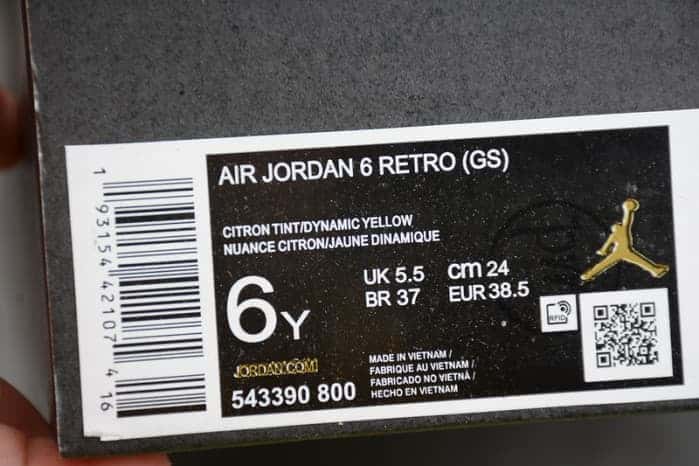 AIR JORDAN 6 RETRO (GS)
CITRON TINT/DYNAMIC YELLOW
NUANCE CITRON/JAUNE DINAMIQUE
6Y
UK 5.5 cm 24
BR 37 EUR 38.5
RFID
JORDAN.COM
543390 800
MADE IN VIETNAM /
FABRIQUE AU VIETNAM /
FABRICADO NO VIETNÃ /
HECHO EN VIETNAM
1 93154 42107 4 16